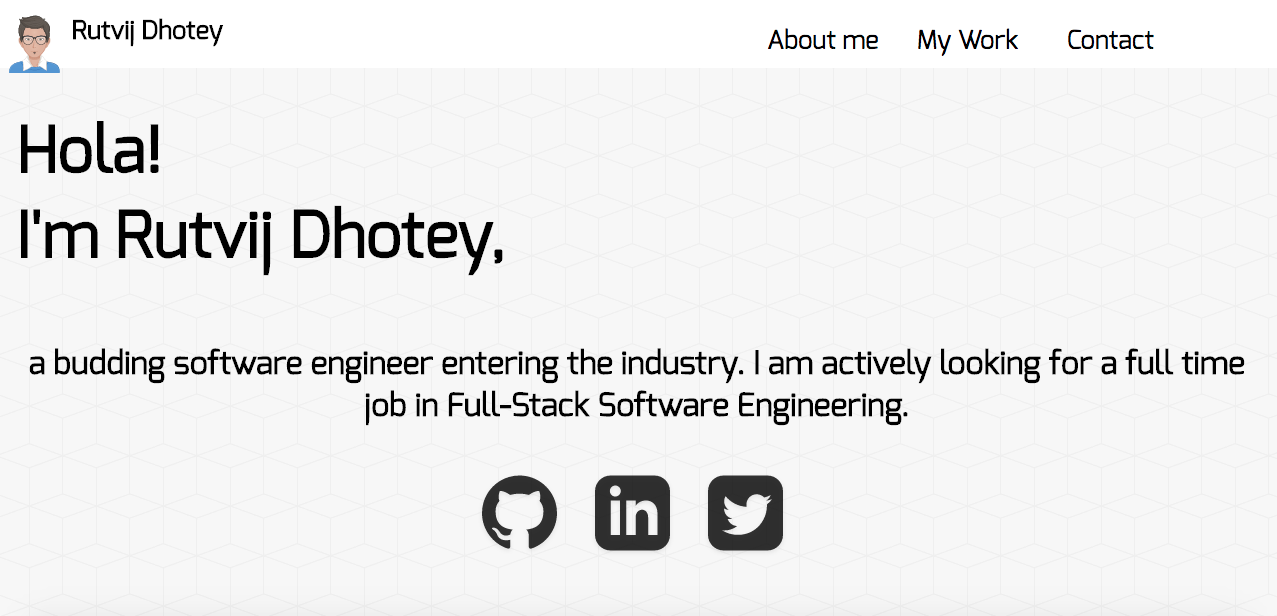 Rutvij Dhotey
About me My Work Contact
Hola!
I'm Rutvij Dhotey,
a budding software engineer entering the industry. I am actively looking for a full time
job in Full-Stack Software Engineering.
in